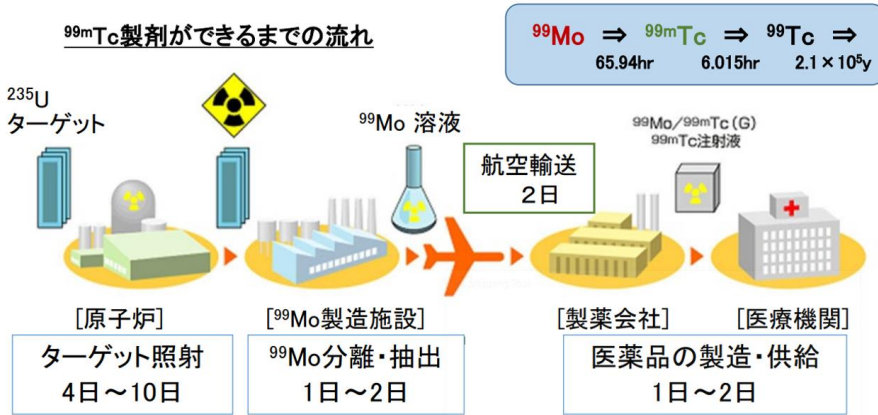 ⁹⁹ᵐTc製剤ができるまでの流れ
⁹⁹Mo ⇒ ⁹⁹ᵐTc ⇒ ⁹⁹Tc ⇒
65.94hr 6.015hr 2.1×10⁵y
²³⁵U
ターゲット
⁹⁹Mo 溶液
航空輸送
2日
⁹⁹Mo/⁹⁹ᵐTc(G)
⁹⁹ᵐTc注射液
[原子炉]
ターゲット照射
4日～10日
[⁹⁹Mo製造施設]
⁹⁹Mo分離・抽出
1日～2日
[製薬会社]
[医療機関]
医薬品の製造・供給
1日～2日